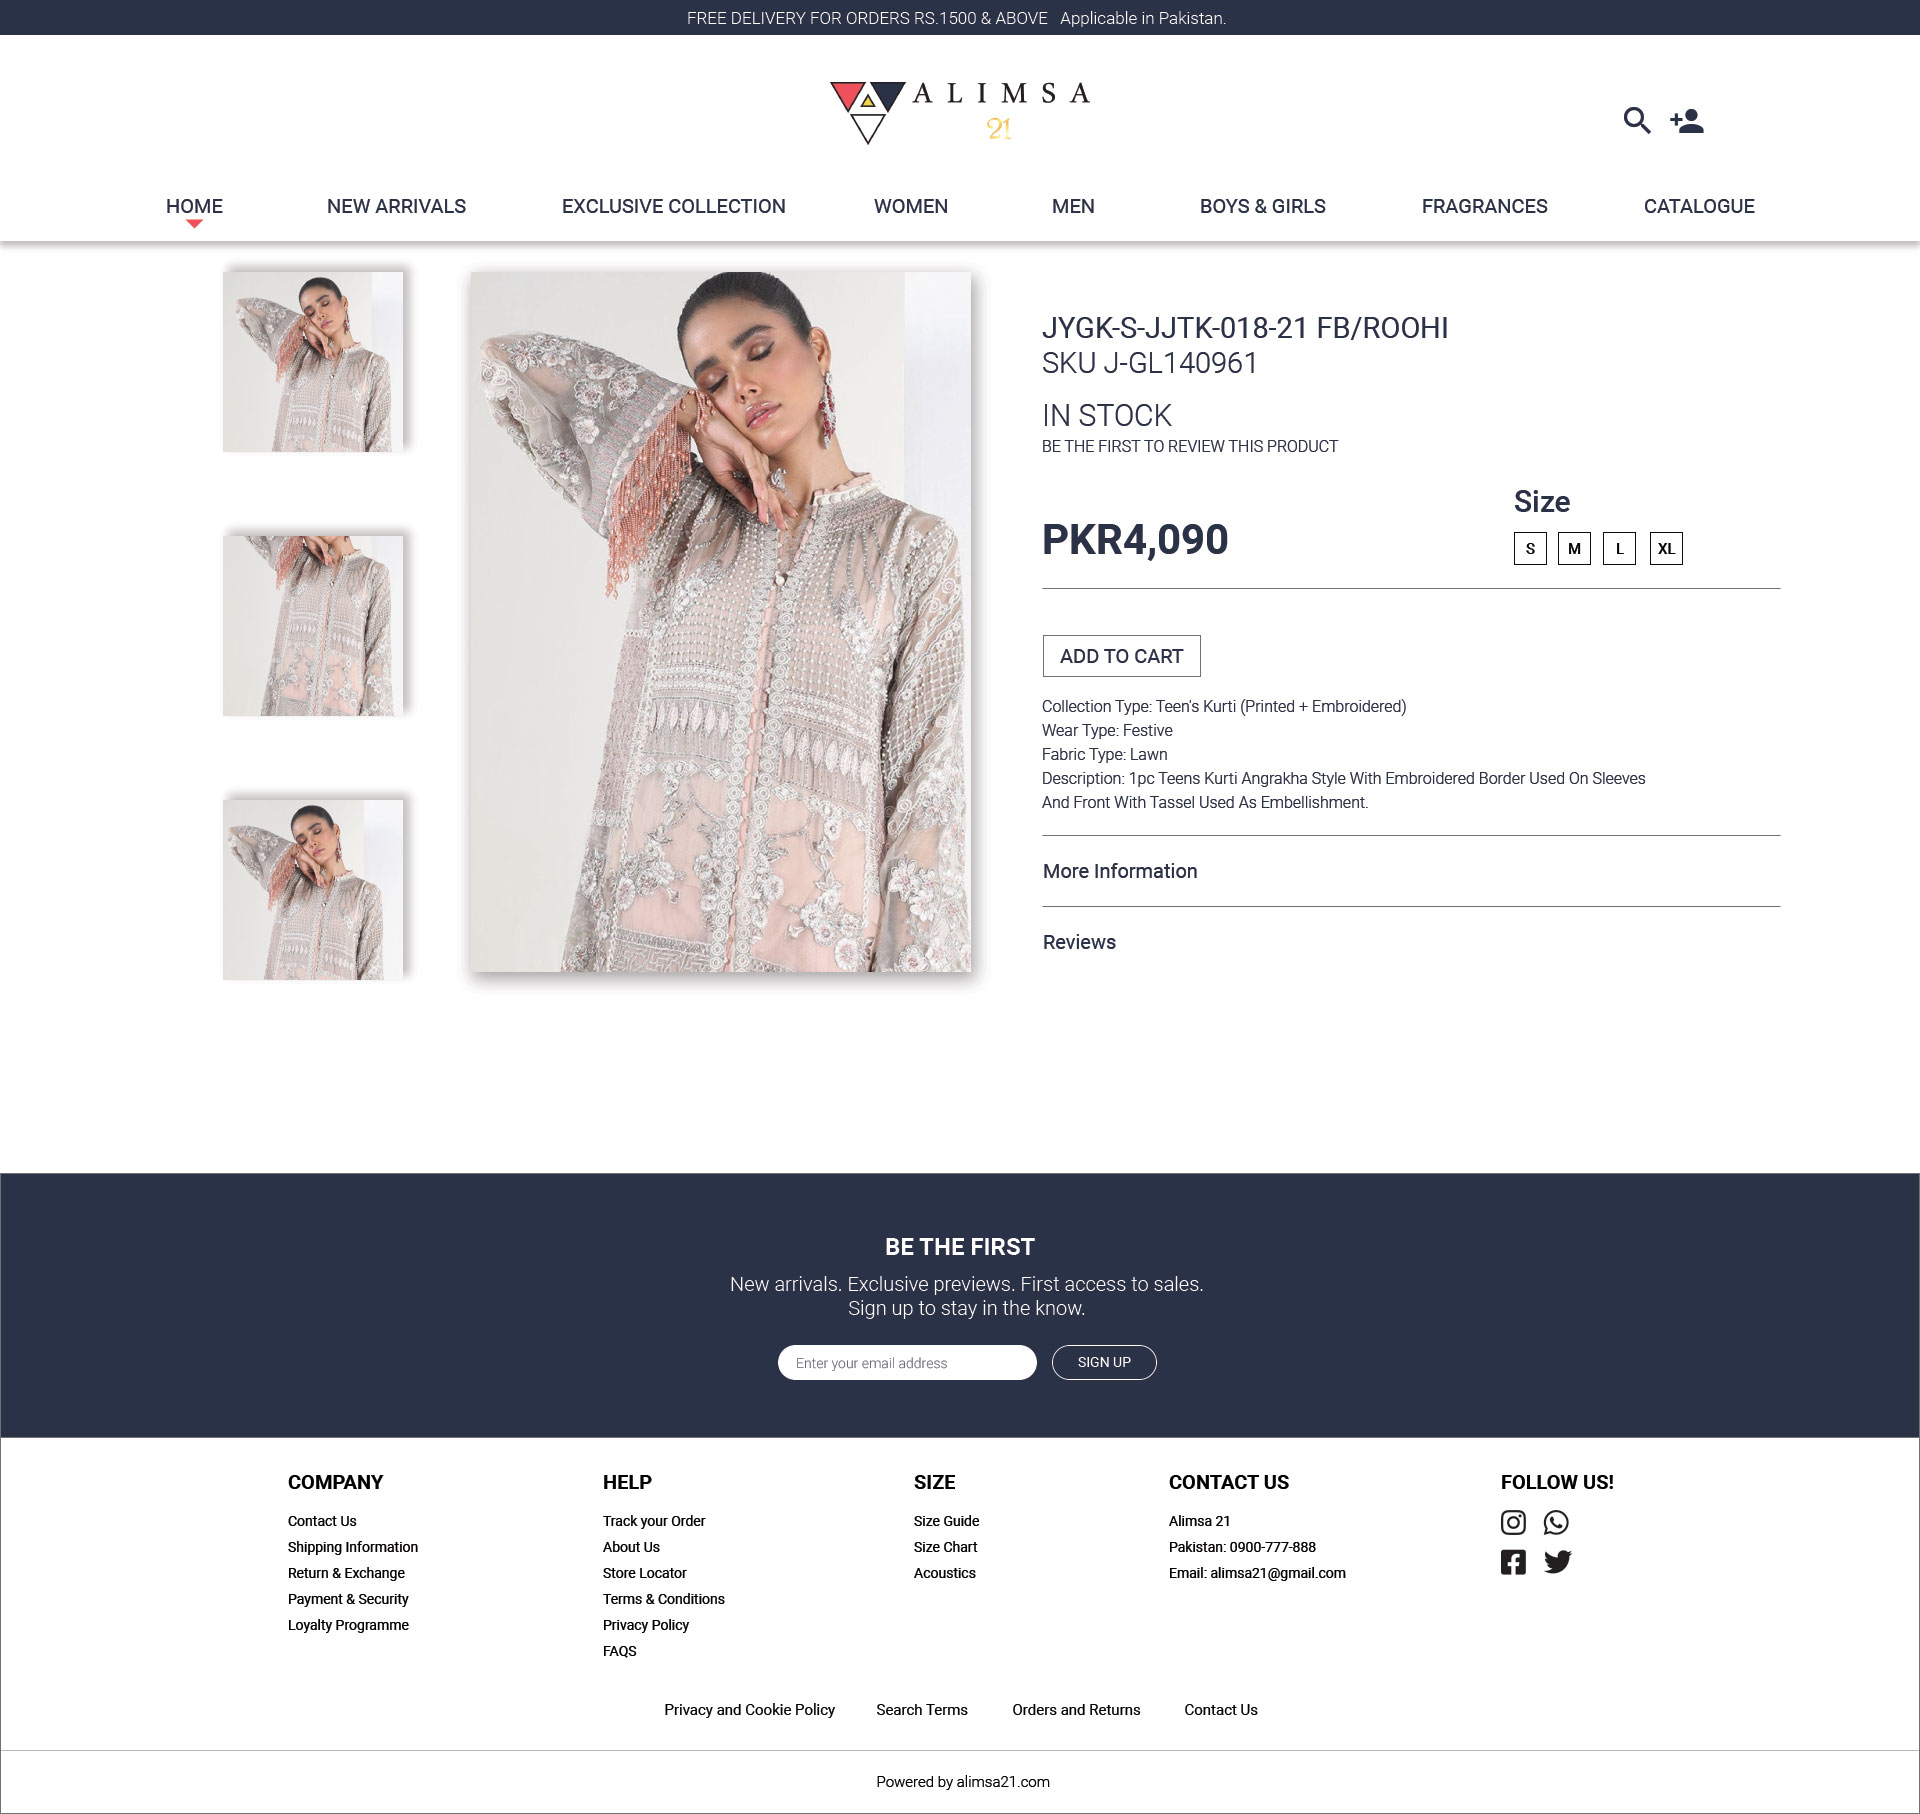 FREE DELIVERY FOR ORDERS RS.1500 & ABOVE   Applicable in Pakistan.
ALIMSA
21
HOME
NEW ARRIVALS
EXCLUSIVE COLLECTION
WOMEN
MEN
BOYS & GIRLS
FRAGRANCES
CATALOGUE
JYGK-S-JJTK-018-21 FB/ROOHI
SKU J-GL140961
IN STOCK
BE THE FIRST TO REVIEW THIS PRODUCT
PKR4,090
Size
S M L XL
ADD TO CART
Collection Type: Teen's Kurti (Printed + Embroidered)
Wear Type: Festive
Fabric Type: Lawn
Description: 1pc Teens Kurti Angrakha Style With Embroidered Border Used On Sleeves
And Front With Tassel Used As Embellishment.
More Information
Reviews
BE THE FIRST
New arrivals. Exclusive previews. First access to sales.
Sign up to stay in the know.
Enter your email address
SIGN UP
COMPANY
Contact Us
Shipping Information
Return & Exchange
Payment & Security
Loyalty Programme
HELP
Track your Order
About Us
Store Locator
Terms & Conditions
Privacy Policy
FAQS
SIZE
Size Guide
Size Chart
Acoustics
CONTACT US
Alimsa 21
Pakistan: 0900-777-888
Email: alimsa21@gmail.com
FOLLOW US!
Privacy and Cookie Policy
Search Terms
Orders and Returns
Contact Us
Powered by alimsa21.com